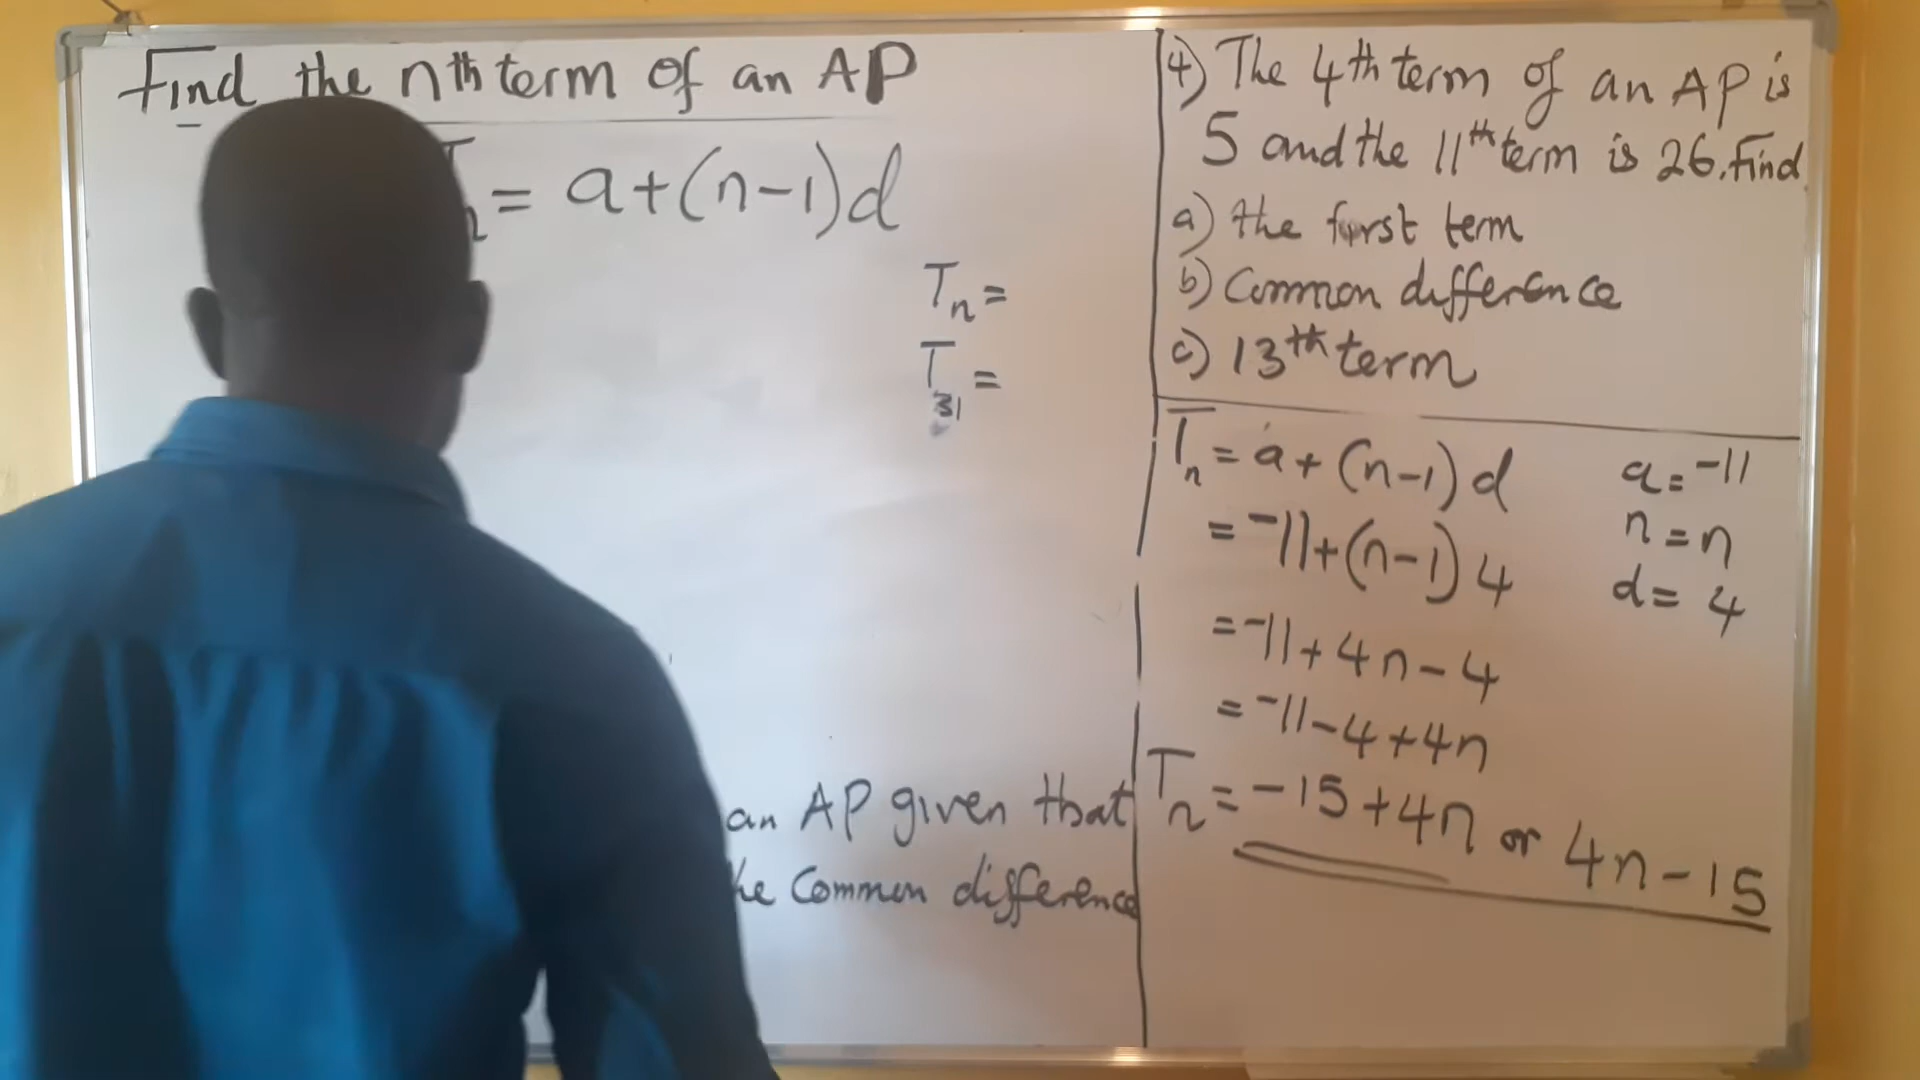 Find the nth term of an AP
= a+(n-1)d
Tn=
T31 =
an AP given that
the Common difference
4) The 4th term of an AP is
5 and the 11th term is 26. Find
a) the first term
b) Common difference
c) 13th term
Tn = a + (n-1)d
a = -11
= -11+(n-1)4
n = n
d = 4
= -11+4n-4
= -11-4+4n
Tn = -15+4n or 4n-15